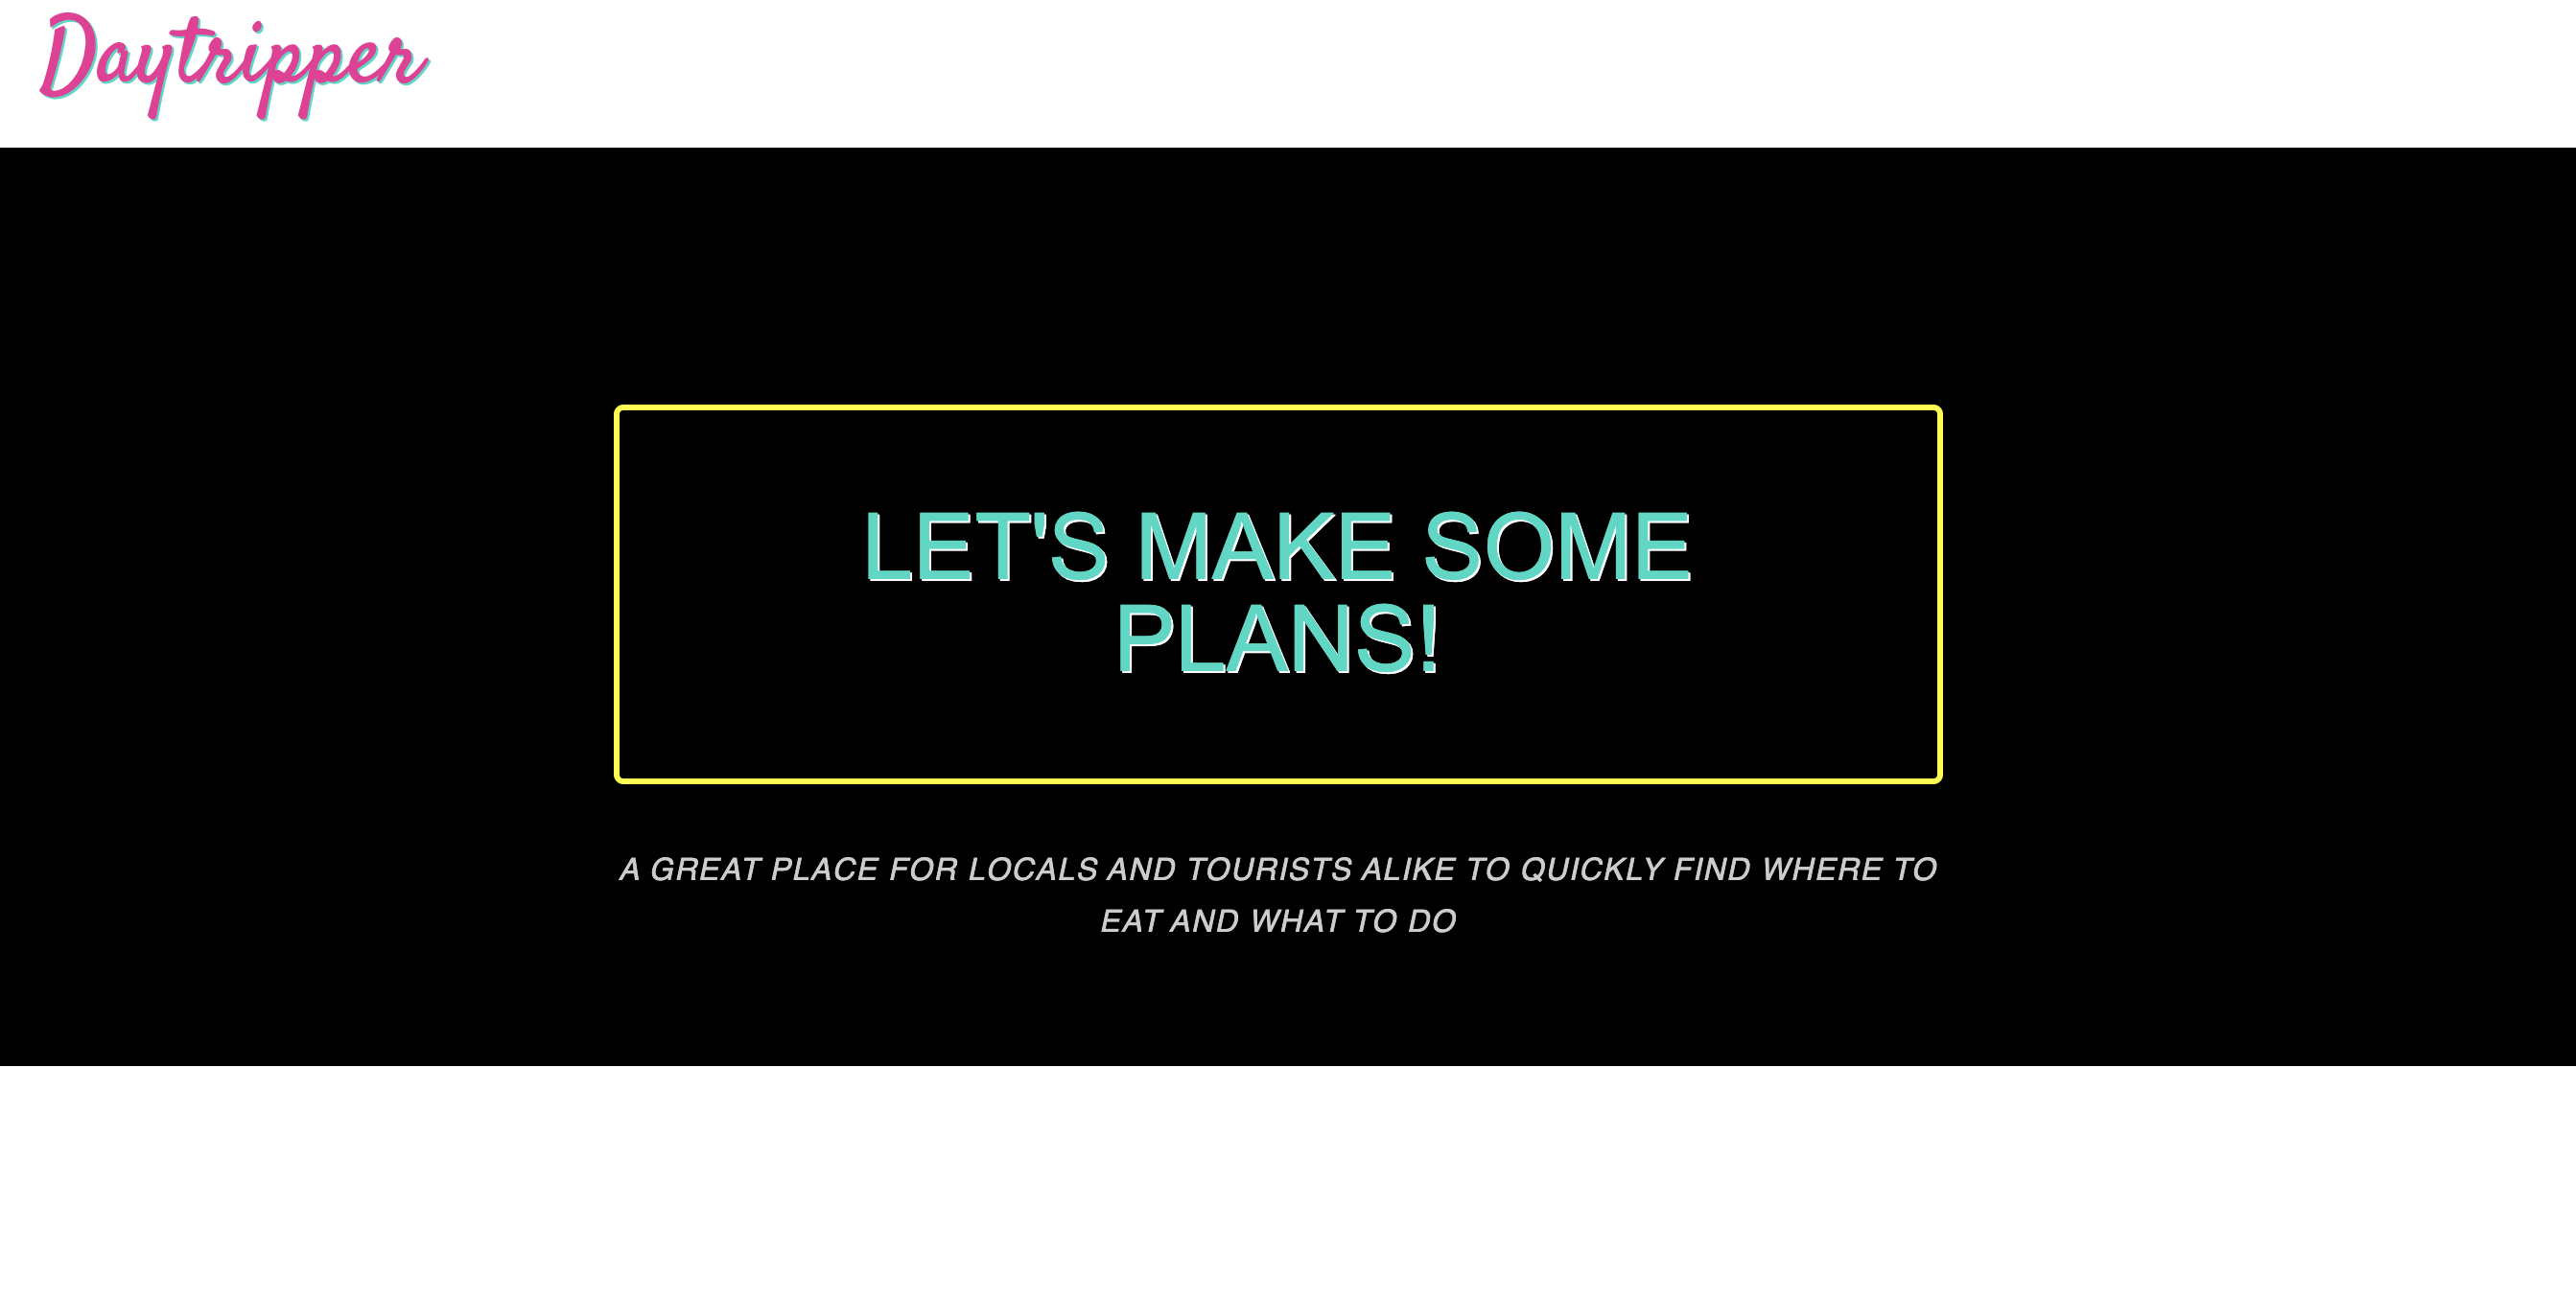 Daytripper
LET'S MAKE SOME
PLANS!
A GREAT PLACE FOR LOCALS AND TOURISTS ALIKE TO QUICKLY FIND WHERE TO
EAT AND WHAT TO DO